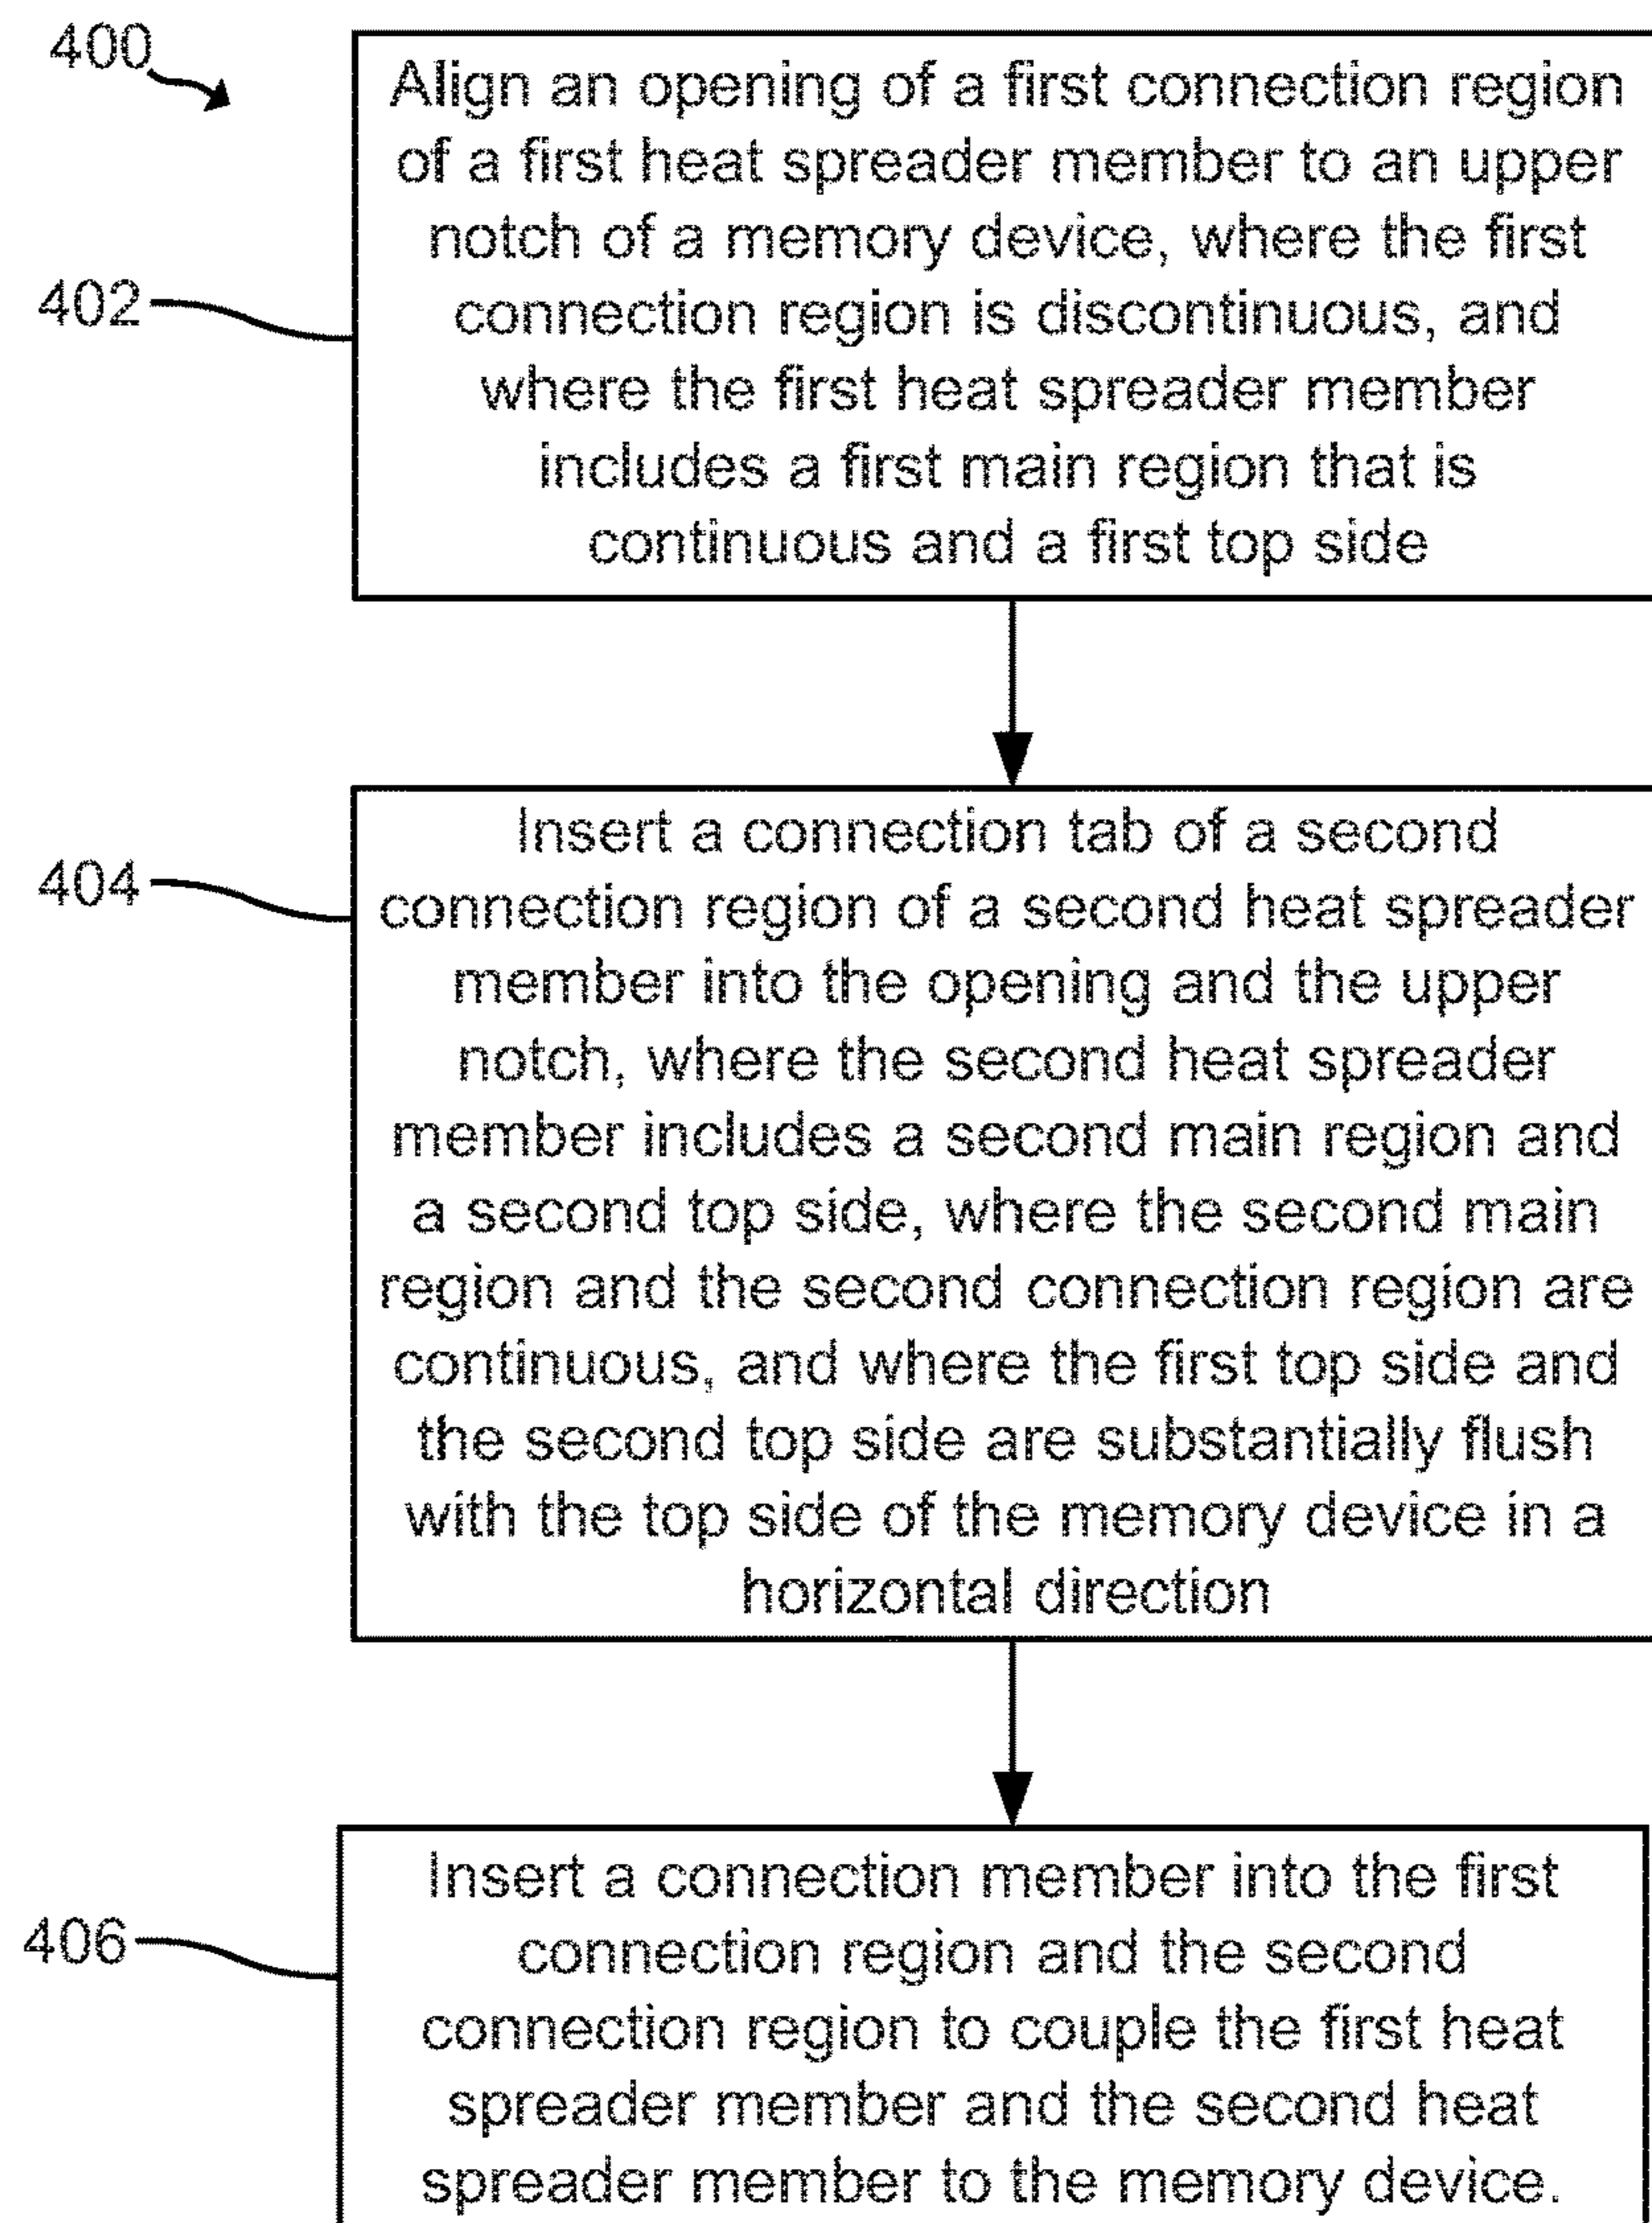 400
Align an opening of a first connection region
of a first heat spreader member to an upper
notch of a memory device, where the first
402
connection region is discontinuous, and
where the first heat spreader member
includes a first main region that is
continuous and a first top side
Insert a connection tab of a second
404
connection region of a second heat spreader
member into the opening and the upper
notch, where the second heat spreader
member includes a second main region and
a second top side, where the second main
region and the second connection region are
continuous, and where the first top side and
the second top side are substantially flush
with the top side of the memory device in a
horizontal direction
Insert a connection member into the first
406
connection region and the second
connection region to couple the first heat
spreader member and the second heat
spreader member to the memory device.